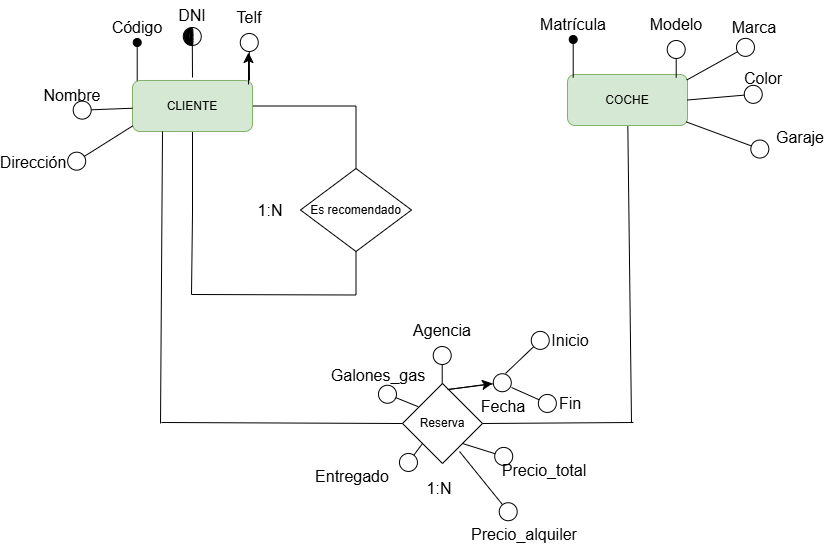 DNI
Telf
Código
Matrícula
Modelo
Marca
Nombre
CLIENTE
COCHE
Color
Garaje
Dirección
1:N
Es recomendado
Agencia
Inicio
Galones_gas
Fecha
Fin
Reserva
Entregado
Precio_total
1:N
Precio_alquiler